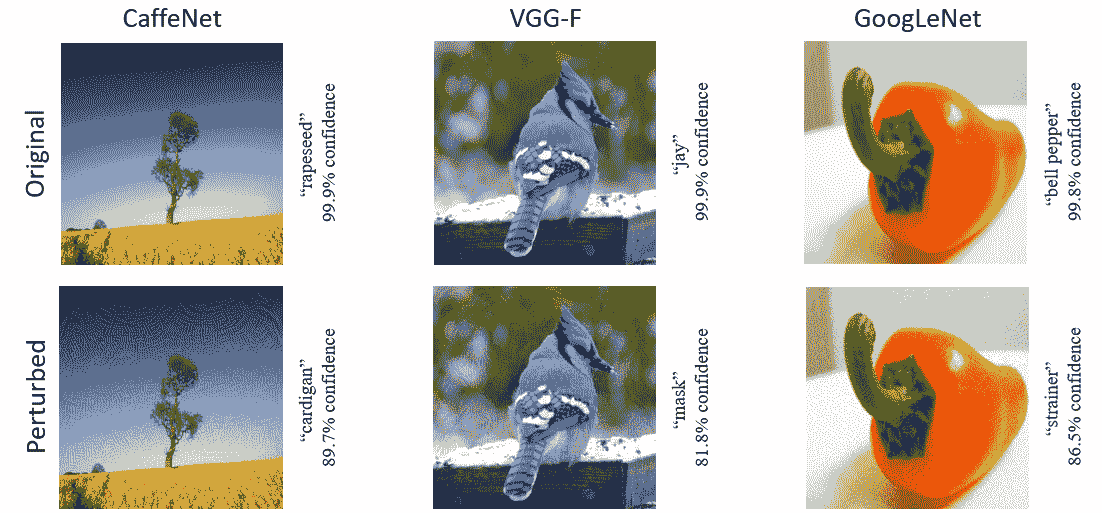 CaffeNet
VGG-F
GoogLeNet
Original
“rapeseed”
99.9% confidence
“jay”
99.9% confidence
“bell pepper”
99.8% confidence
Perturbed
“cardigan”
89.7% confidence
“mask”
81.8% confidence
“strainer”
86.5% confidence